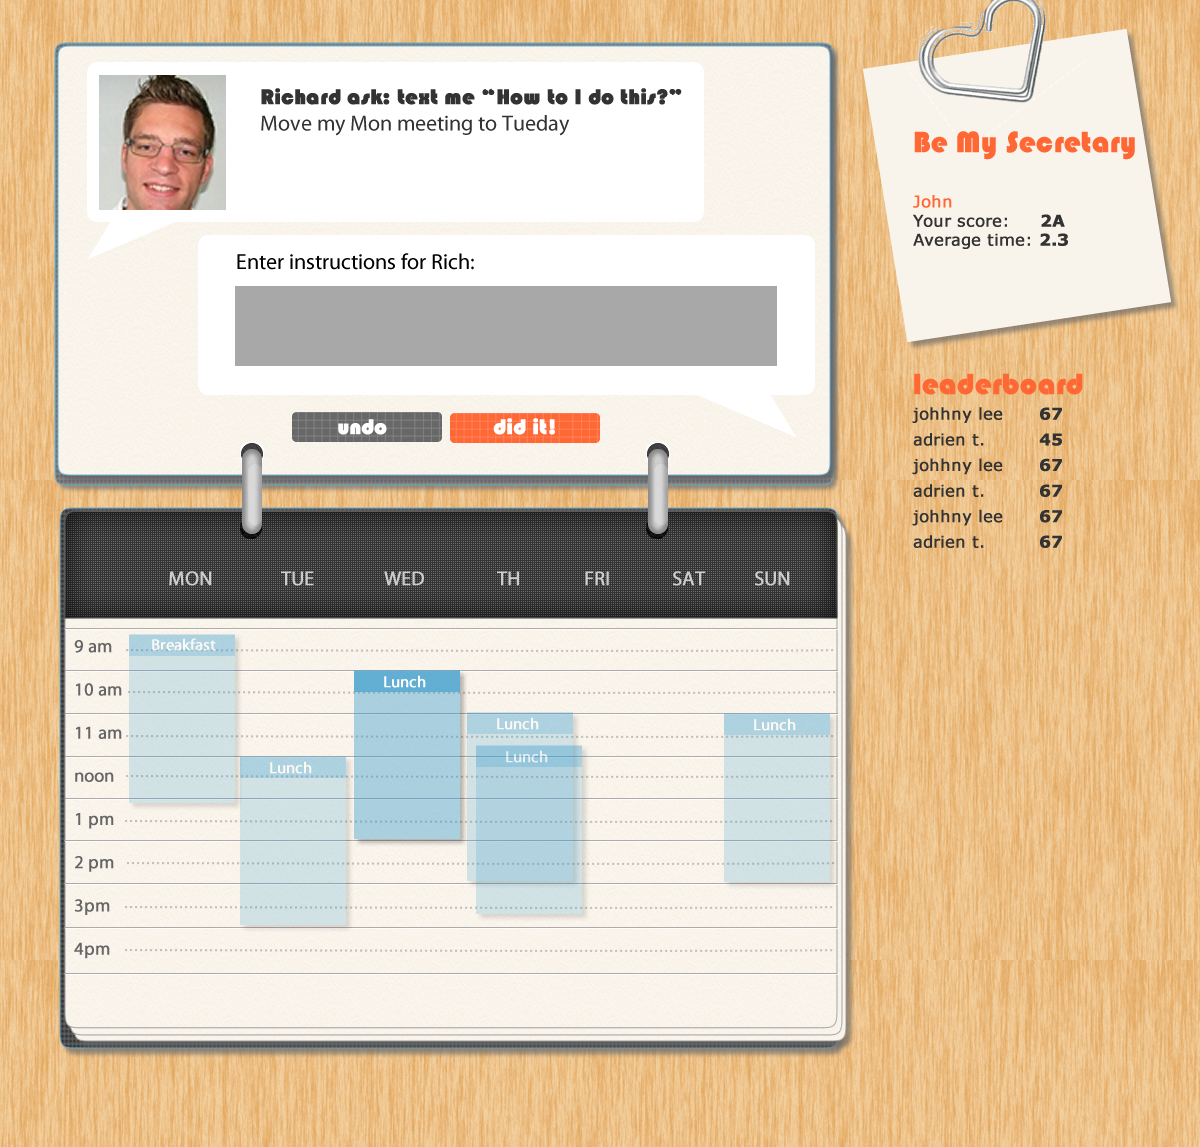 Richard ask: text me “How to I do this?”
Move my Mon meeting to Tueday
Enter instructions for Rich:
undo
did it!
Be My Secretary
John
Your score: 2A
Average time: 2.3
leaderboard
johhny lee 67
adrien t. 45
johhny lee 67
adrien t. 67
johhny lee 67
adrien t. 67
MON TUE WED TH FRI SAT SUN
9 am
Breakfast
10 am
Lunch
11 am
Lunch
Lunch
Lunch
noon
Lunch
1 pm
2 pm
3pm
4pm